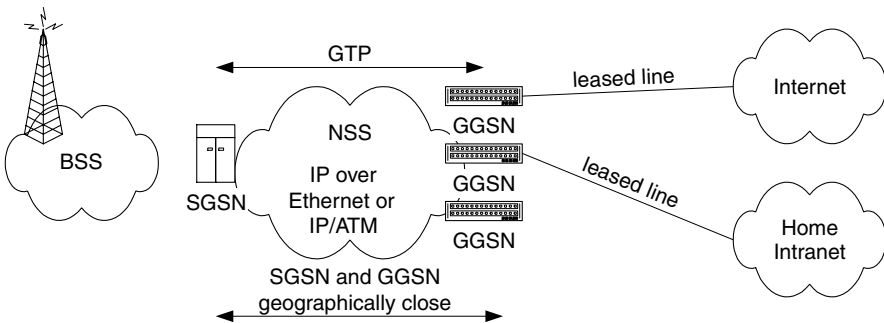 GTP
leased line
Internet
GGSN
NSS
BSS
IP over
Ethernet or
IP/ATM
GGSN
SGSN
leased line
GGSN
Home
Intranet
SGSN and GGSN
geographically close